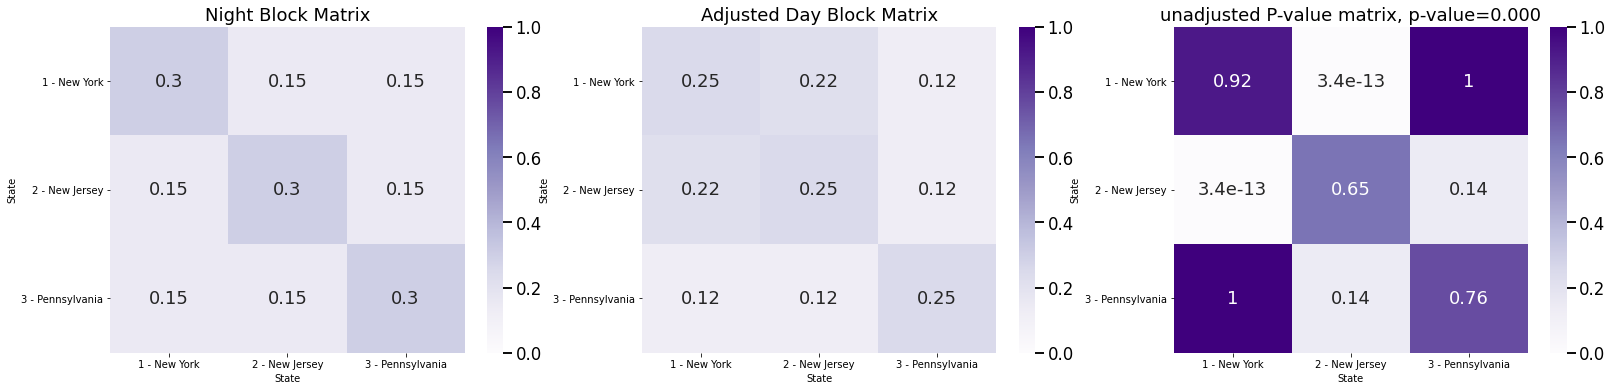 Night Block Matrix
State
1 - New York
2 - New Jersey
3 - Pennsylvania
0.3 0.15 0.15
0.15 0.3 0.15
0.15 0.15 0.3
1 - New York 2 - New Jersey 3 - Pennsylvania
State
1.0
0.8
0.6
0.4
0.2
0.0
Adjusted Day Block Matrix
State
1 - New York
2 - New Jersey
3 - Pennsylvania
0.25 0.22 0.12
0.22 0.25 0.12
0.12 0.12 0.25
1 - New York 2 - New Jersey 3 - Pennsylvania
State
1.0
0.8
0.6
0.4
0.2
0.0
unadjusted P-value matrix, p-value=0.000
State
1 - New York
2 - New Jersey
3 - Pennsylvania
0.92 3.4e-13 1
3.4e-13 0.65 0.14
1 0.14 0.76
1 - New York 2 - New Jersey 3 - Pennsylvania
State
1.0
0.8
0.6
0.4
0.2
0.0